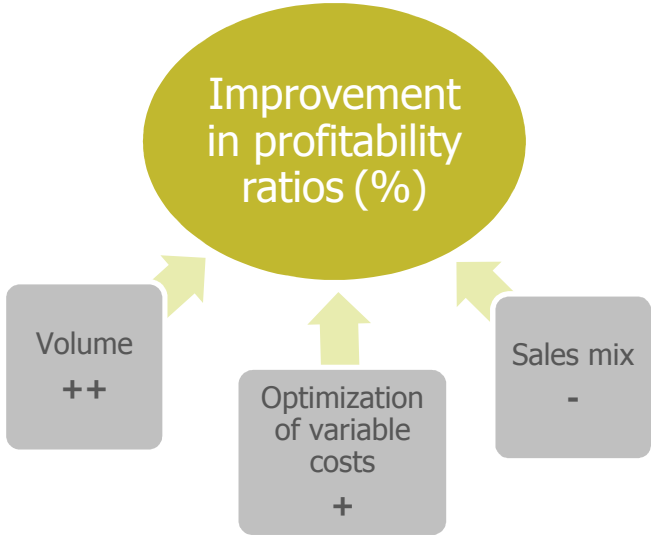 Improvement
in profitability
ratios (%)
Volume
++
Optimization
of variable
costs
+
Sales mix
-